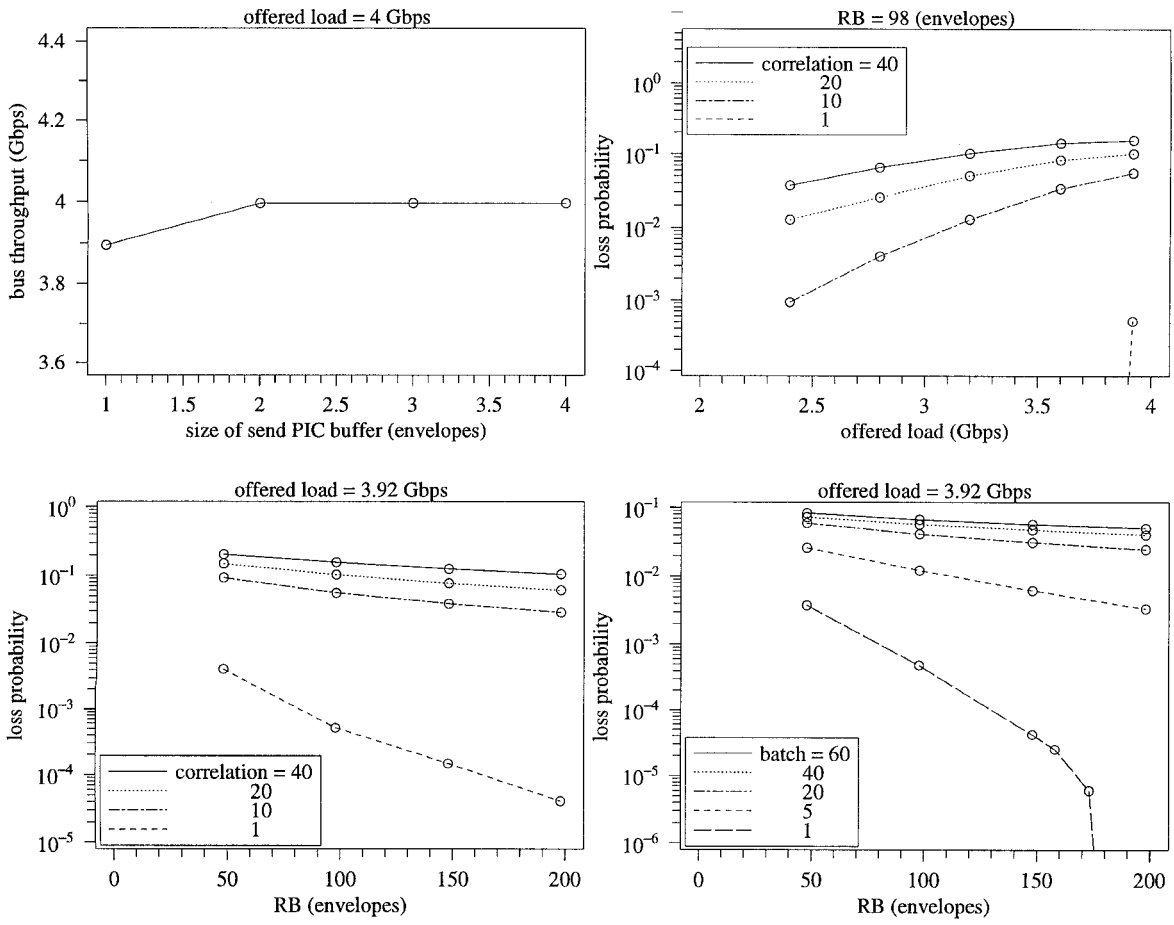 offered load = 4 Gbps
4.4
4.2
4
3.8
3.6
bus throughput (Gbps)
1 1.5 2 2.5 3 3.5 4
size of send PIC buffer (envelopes)
RB = 98 (envelopes)
correlation = 40
20
10
1
10⁰
10⁻¹
10⁻²
10⁻³
10⁻⁴
loss probability
2 2.5 3 3.5 4
offered load (Gbps)
offered load = 3.92 Gbps
10⁰
10⁻¹
10⁻²
10⁻³
10⁻⁴
10⁻⁵
loss probability
correlation = 40
20
10
1
0 50 100 150 200
RB (envelopes)
offered load = 3.92 Gbps
10⁻¹
10⁻²
10⁻³
10⁻⁴
10⁻⁵
10⁻⁶
loss probability
batch = 60
40
20
5
1
0 50 100 150 200
RB (envelopes)